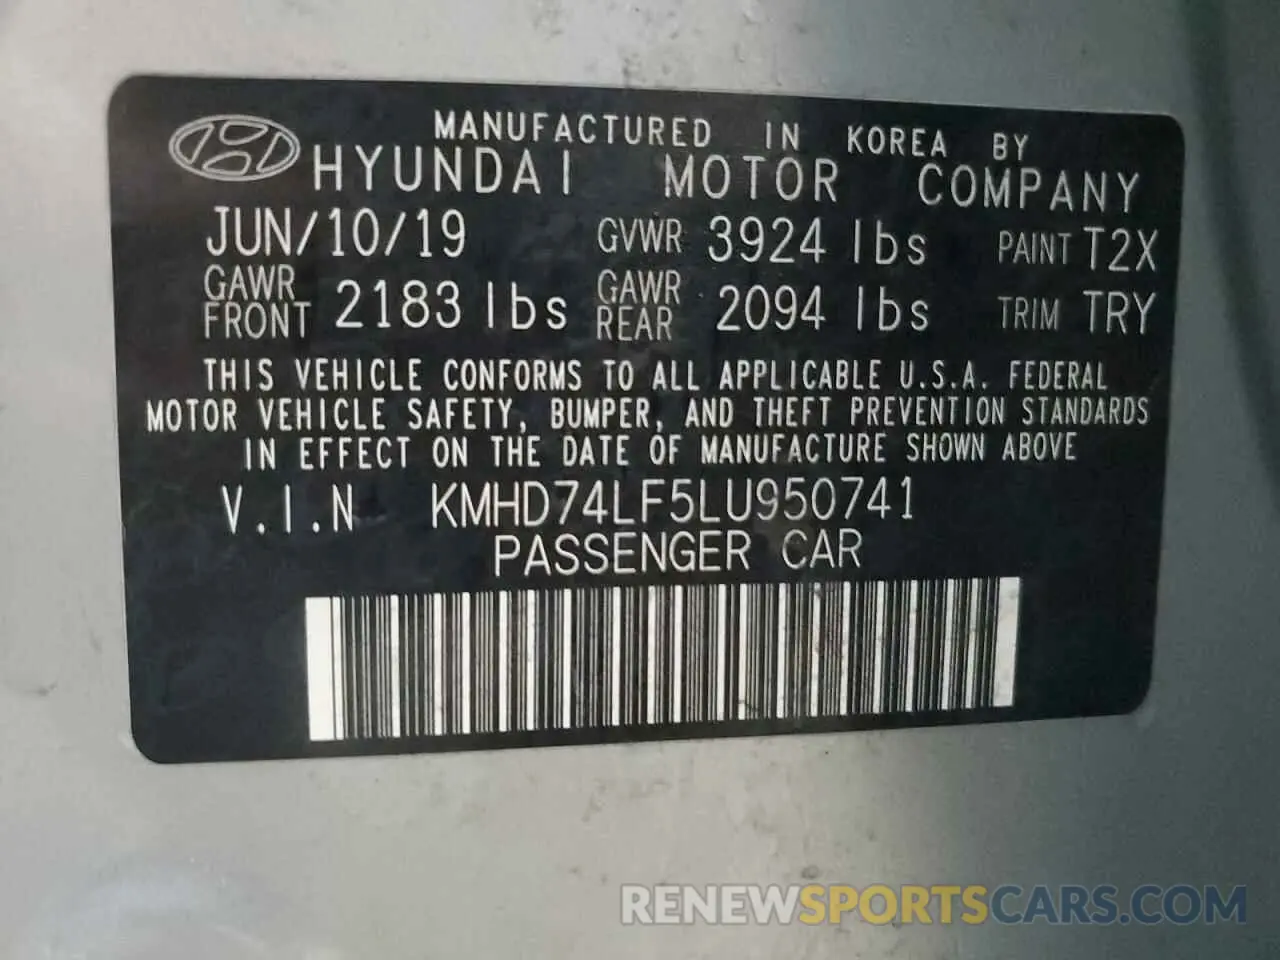 MANUFACTURED IN KOREA BY
HYUNDAI MOTOR COMPANY
JUN/10/19 GVWR 3924 lbs PAINT T2X
GAWR FRONT 2183 lbs GAWR REAR 2094 lbs TRIM TRY
THIS VEHICLE CONFORMS TO ALL APPLICABLE U.S.A. FEDERAL
MOTOR VEHICLE SAFETY, BUMPER, AND THEFT PREVENTION STANDARDS
IN EFFECT ON THE DATE OF MANUFACTURE SHOWN ABOVE
V.I.N KMHD74LF5LU950741
PASSENGER CAR
RENEWSPORTSCARS.COM